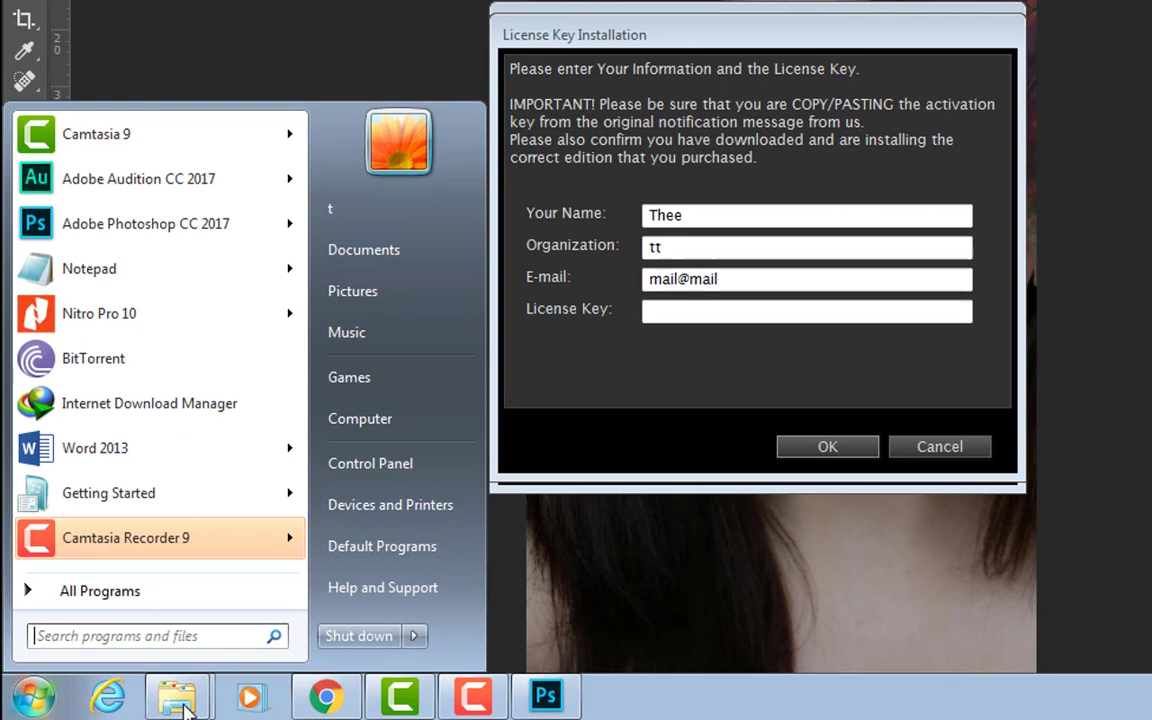 20
3
License Key Installation
Please enter Your Information and the License Key.
IMPORTANT! Please be sure that you are COPY/PASTING the activation
key from the original notification message from us.
Please also confirm you have downloaded and are installing the
correct edition that you purchased.
Your Name: Thee
Organization: tt
E-mail: mail@mail
License Key:
OK Cancel
Camtasia 9
Au Adobe Audition CC 2017
Ps Adobe Photoshop CC 2017
Notepad
Nitro Pro 10
BitTorrent
Internet Download Manager
W Word 2013
Getting Started
Camtasia Recorder 9
All Programs
Search programs and files
t
Documents
Pictures
Music
Games
Computer
Control Panel
Devices and Printers
Default Programs
Help and Support
Shut down
Ps